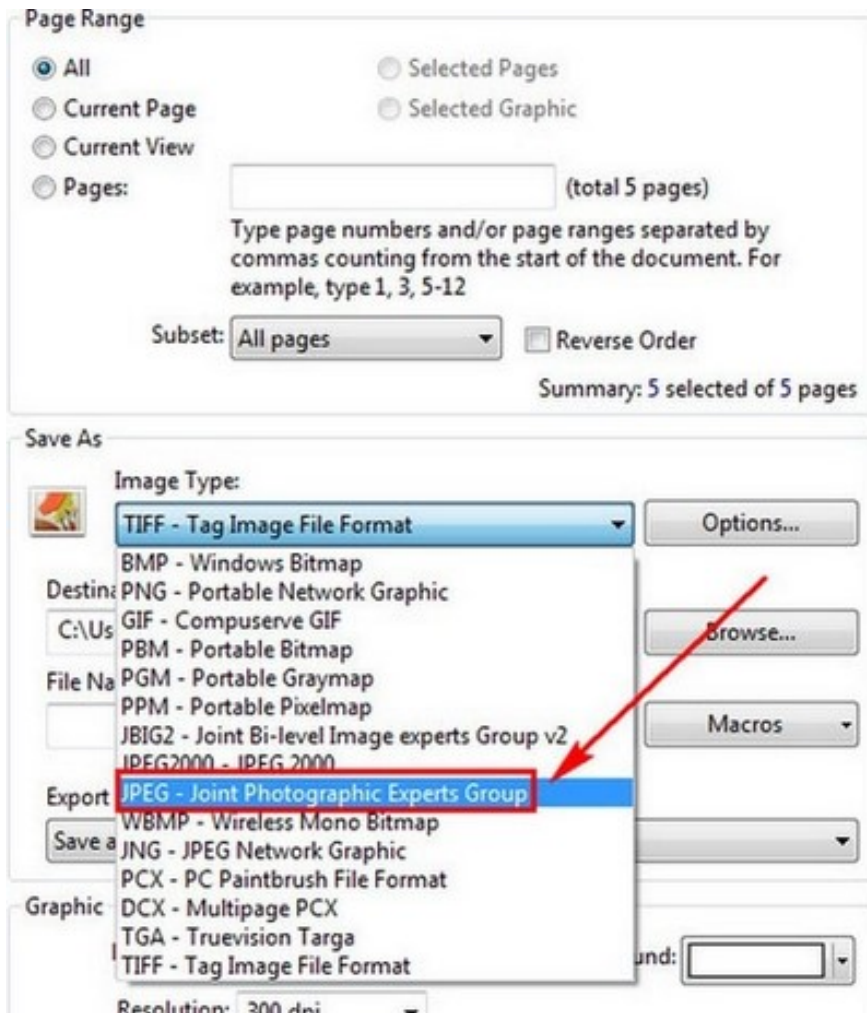 Page Range
All
Selected Pages
Current Page
Selected Graphic
Current View
Pages:
(total 5 pages)
Type page numbers and/or page ranges separated by
commas counting from the start of the document. For
example, type 1, 3, 5-12
Subset: All pages
Reverse Order
Summary: 5 selected of 5 pages
Save As
Image Type:
TIFF - Tag Image File Format
Options...
BMP - Windows Bitmap
Destina
PNG - Portable Network Graphic
C:\Us
GIF - Compuserve GIF
Browse...
PBM - Portable Bitmap
File Na
PGM - Portable Graymap
PPM - Portable Pixelmap
Macros
JBIG2 - Joint Bi-level Image experts Group v2
JPEG2000 - JPEG 2000
Export
JPEG - Joint Photographic Experts Group
WBMP - Wireless Mono Bitmap
Save a
JNG - JPEG Network Graphic
PCX - PC Paintbrush File Format
Graphic
DCX - Multipage PCX
TGA - Truevision Targa
und:
TIFF - Tag Image File Format
Resolution: 300 dpi